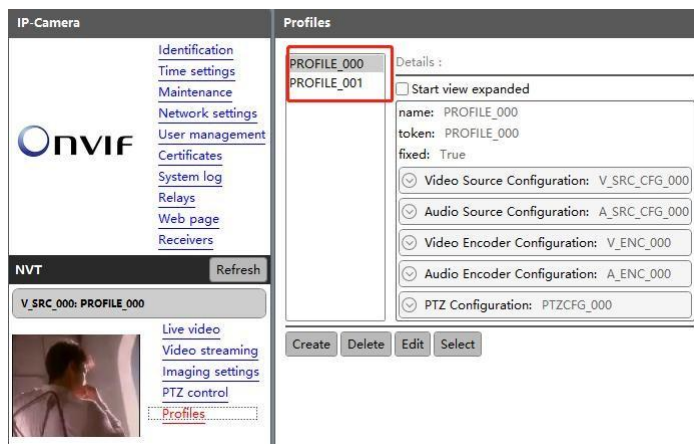 IP-Camera
Identification
Time settings
Maintenance
Network settings
User management
Certificates
System log
Relays
Web page
Receivers
ONVIF
NVT
Refresh
V_SRC_000: PROFILE_000
Live video
Video streaming
Imaging settings
PTZ control
Profiles
Profiles
PROFILE_000
PROFILE_001
Details :
Start view expanded
name: PROFILE_000
token: PROFILE_000
fixed: True
Video Source Configuration: V_SRC_CFG_000
Audio Source Configuration: A_SRC_CFG_000
Video Encoder Configuration: V_ENC_000
Audio Encoder Configuration: A_ENC_000
PTZ Configuration: PTZCFG_000
Create Delete Edit Select